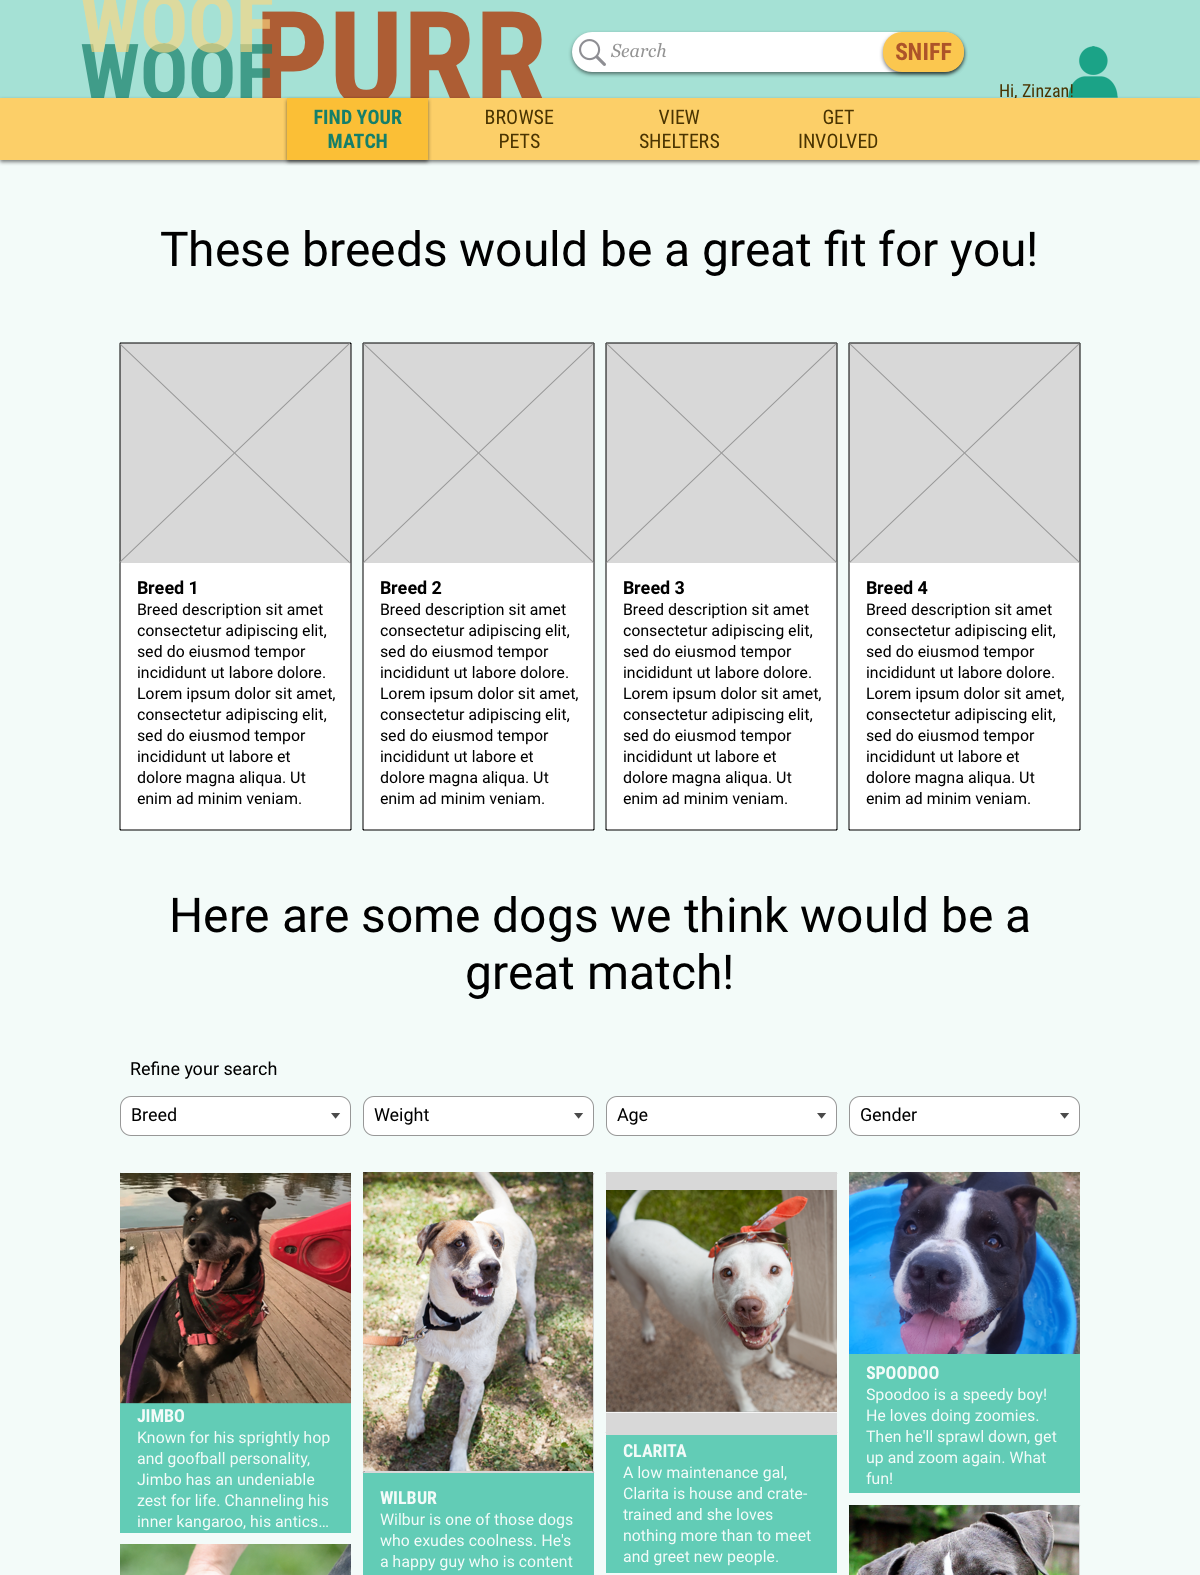 WOOF
WOOF
PURR
Search
SNIFF
Hi, Zinzan!
FIND YOUR
MATCH
BROWSE
PETS
VIEW
SHELTERS
GET
INVOLVED
These breeds would be a great fit for you!
Breed 1
Breed description sit amet
consectetur adipiscing elit,
sed do eiusmod tempor
incididunt ut labore dolore.
Lorem ipsum dolor sit amet,
consectetur adipiscing elit,
sed do eiusmod tempor
incididunt ut labore et
dolore magna aliqua. Ut
enim ad minim veniam.
Breed 2
Breed description sit amet
consectetur adipiscing elit,
sed do eiusmod tempor
incididunt ut labore dolore.
Lorem ipsum dolor sit amet,
consectetur adipiscing elit,
sed do eiusmod tempor
incididunt ut labore et
dolore magna aliqua. Ut
enim ad minim veniam.
Breed 3
Breed description sit amet
consectetur adipiscing elit,
sed do eiusmod tempor
incididunt ut labore dolore.
Lorem ipsum dolor sit amet,
consectetur adipiscing elit,
sed do eiusmod tempor
incididunt ut labore et
dolore magna aliqua. Ut
enim ad minim veniam.
Breed 4
Breed description sit amet
consectetur adipiscing elit,
sed do eiusmod tempor
incididunt ut labore dolore.
Lorem ipsum dolor sit amet,
consectetur adipiscing elit,
sed do eiusmod tempor
incididunt ut labore et
dolore magna aliqua. Ut
enim ad minim veniam.
Here are some dogs we think would be a
great match!
Refine your search
Breed
Weight
Age
Gender
JIMBO
Known for his sprightly hop
and goofball personality,
Jimbo has an undeniable
zest for life. Channeling his
inner kangaroo, his antics...
WILBUR
Wilbur is one of those dogs
who exudes coolness. He's
a happy guy who is content
CLARITA
A low maintenance gal,
Clarita is house and crate-
trained and she loves
nothing more than to meet
and greet new people.
SPOODOO
Spoodoo is a speedy boy!
He loves doing zoomies.
Then he'll sprawl down, get
up and zoom again. What
fun!